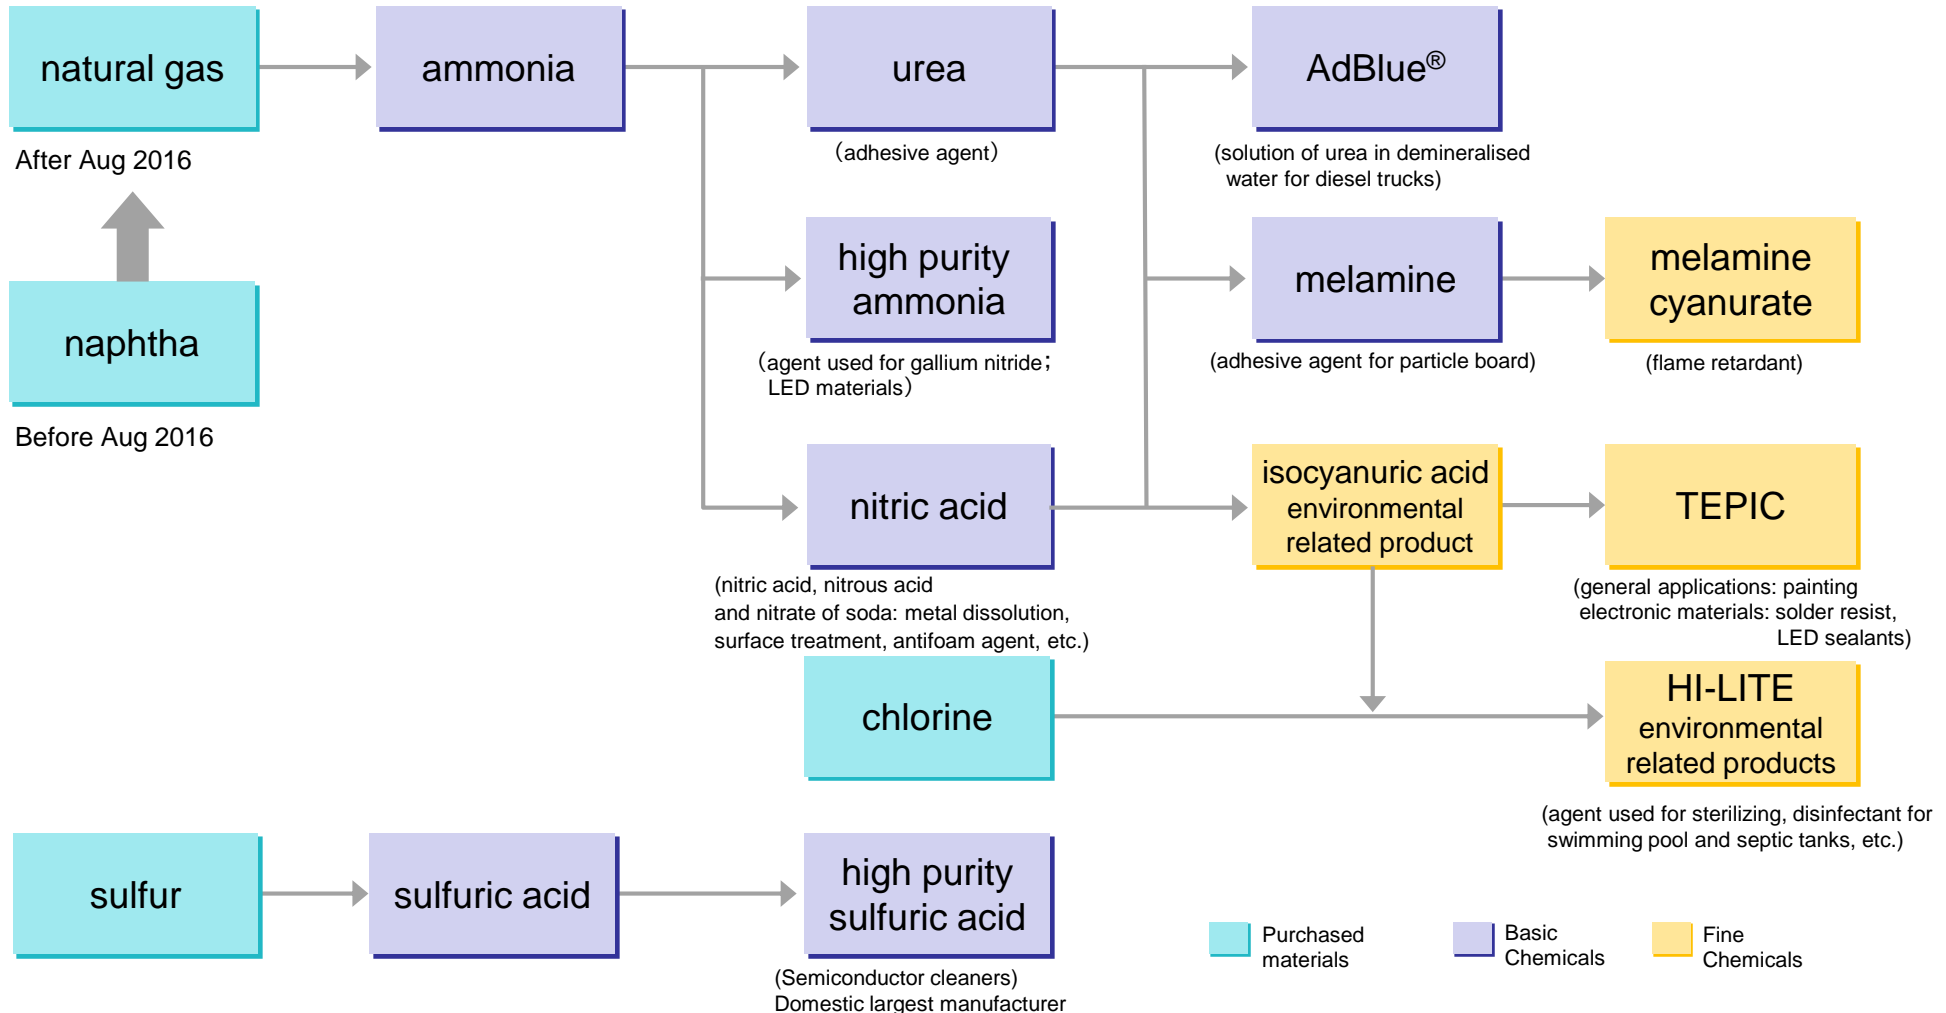 natural gas
ammonia
urea
AdBlue®
After Aug 2016
（adhesive agent）
(solution of urea in demineralised
water for diesel trucks)
naphtha
Before Aug 2016
high purity
ammonia
（agent used for gallium nitride；
LED materials）
melamine
(adhesive agent for particle board)
melamine
cyanurate
(flame retardant)
nitric acid
(nitric acid, nitrous acid
and nitrate of soda: metal dissolution,
surface treatment, antifoam agent, etc.)
isocyanuric acid
environmental
related product
TEPIC
(general applications: painting
electronic materials: solder resist,
LED sealants)
chlorine
HI-LITE
environmental
related products
(agent used for sterilizing, disinfectant for
swimming pool and septic tanks, etc.)
sulfur
sulfuric acid
high purity
sulfuric acid
(Semiconductor cleaners)
Domestic largest manufacturer
Purchased
materials
Basic
Chemicals
Fine
Chemicals